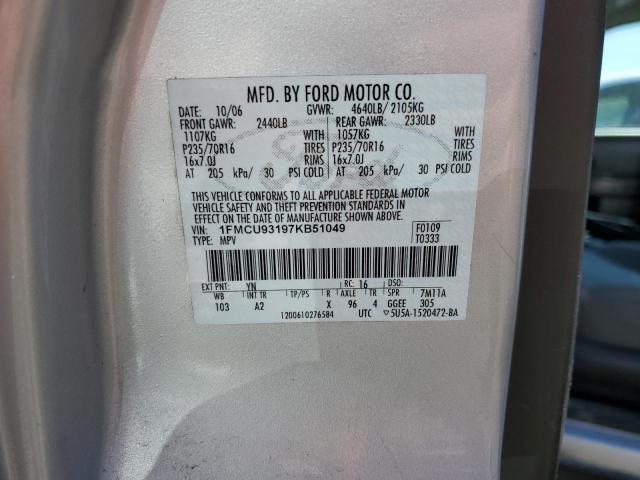 MFD. BY FORD MOTOR CO.
DATE: 10/06 GVWR: 4640LB/ 2105KG
FRONT GAWR: 2440LB REAR GAWR: 2330LB
1107KG WITH 1057KG WITH
P235/70R16 TIRES P235/70R16 TIRES
16x7.0J RIMS 16x7.0J RIMS
AT 205 kPa/ 30 PSI COLD AT 205 kPa/ 30 PSI COLD
THIS VEHICLE CONFORMS TO ALL APPLICABLE FEDERAL MOTOR
VEHICLE SAFETY AND THEFT PREVENTION STANDARDS IN
EFFECT ON THE DATE OF MANUFACTURE SHOWN ABOVE.
VIN: 1FMCU93197KB51049 F0109
TYPE: MPV T0333
EXT PNT: YN RC: 16 DSO:
WB INT TR TP/PS R AXLE TR SPR 7M11A
103 A2 X 96 4 GGEE 305
1200610276584 UTC ▽5U5A-1520472-BA